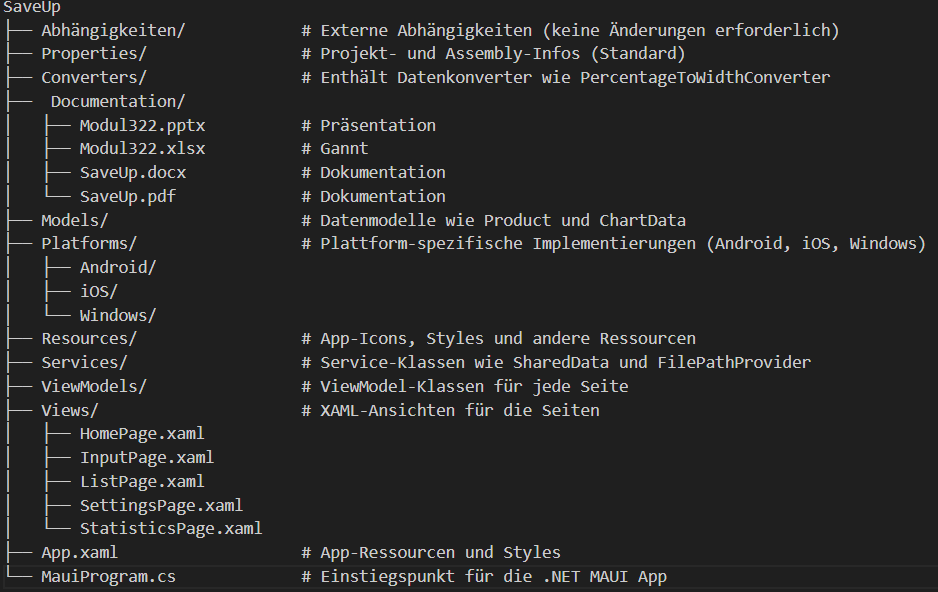 SaveUp
├── Abhängigkeiten/            # Externe Abhängigkeiten (keine Änderungen erforderlich)
├── Properties/                # Projekt- und Assembly-Infos (Standard)
├── Converters/                # Enthält Datenkonverter wie PercentageToWidthConverter
├──  Documentation/
│   ├── Modul322.pptx          # Präsentation
│   ├── Modul322.xlsx          # Gannt
│   ├── SaveUp.docx            # Dokumentation
│   └── SaveUp.pdf             # Dokumentation
├── Models/                    # Datenmodelle wie Product und ChartData
├── Platforms/                 # Plattform-spezifische Implementierungen (Android, iOS, Windows)
│   ├── Android/
│   ├── iOS/
│   └── Windows/
├── Resources/                 # App-Icons, Styles und andere Ressourcen
├── Services/                  # Service-Klassen wie SharedData und FilePathProvider
├── ViewModels/                # ViewModel-Klassen für jede Seite
├── Views/                     # XAML-Ansichten für die Seiten
│   ├── HomePage.xaml
│   ├── InputPage.xaml
│   ├── ListPage.xaml
│   ├── SettingsPage.xaml
│   └── StatisticsPage.xaml
├── App.xaml                   # App-Ressourcen und Styles
└── MauiProgram.cs             # Einstiegspunkt für die .NET MAUI App